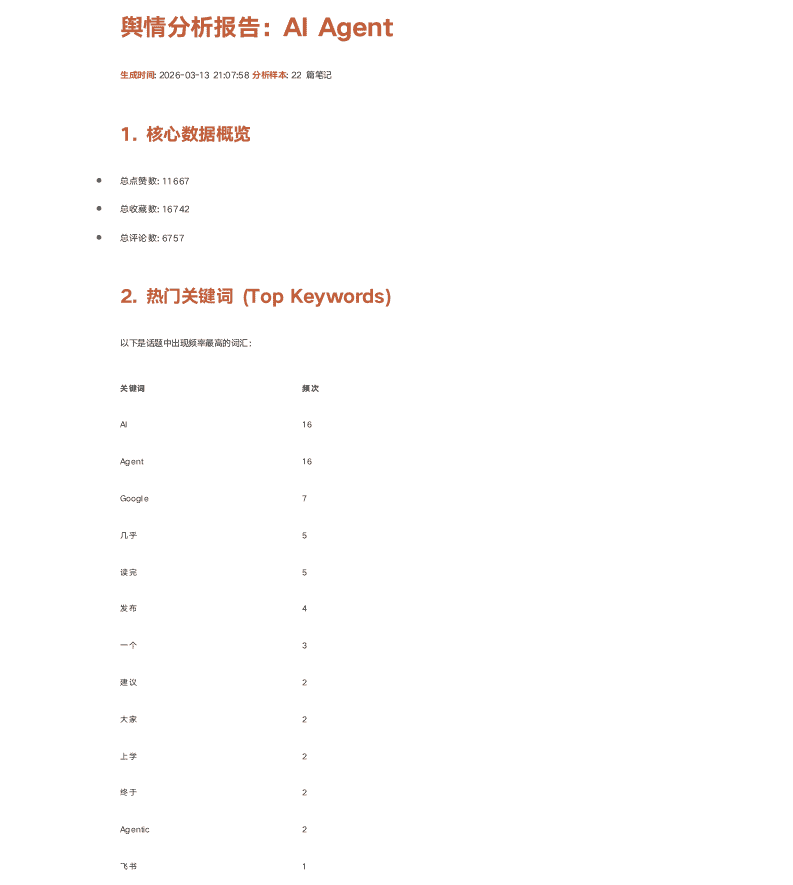 舆情分析报告: AI Agent
生成时间: 2026-03-13 21:07:58 分析样本: 22 篇笔记
1. 核心数据概览
总点赞数: 11667
总收藏数: 16742
总评论数: 6757
2. 热门关键词 (Top Keywords)
以下是话题中出现频率最高的词汇:
关键词 频次
AI 16
Agent 16
Google 7
几乎 5
读完 5
发布 4
一个 3
建议 2
大家 2
上学 2
终于 2
Agentic 2
飞书 1